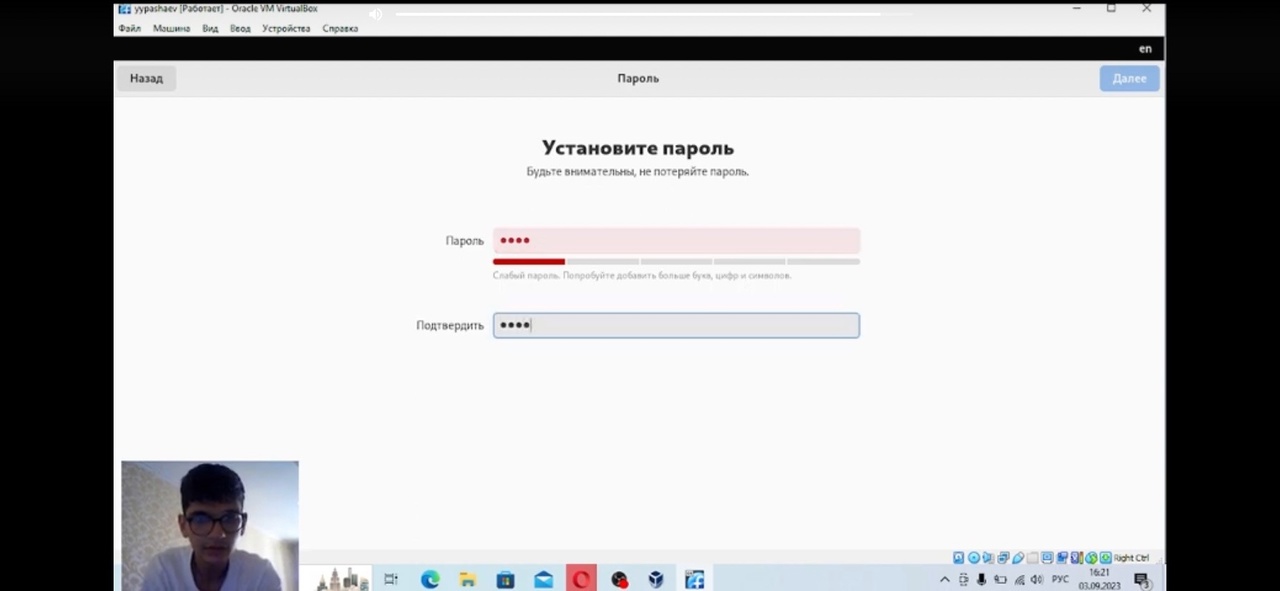 yypashaev [Работает] - Oracle VM VirtualBox
Файл Машина Вид Ввод Устройства Справка
en
Назад Пароль Далее
Установите пароль
Будьте внимательны, не потеряйте пароль.
Пароль ••••
Слабый пароль. Попробуйте добавить больше букв, цифр и символов.
Подтвердить ••••
Right Ctrl
РУС 16:21
03.09.2023
3